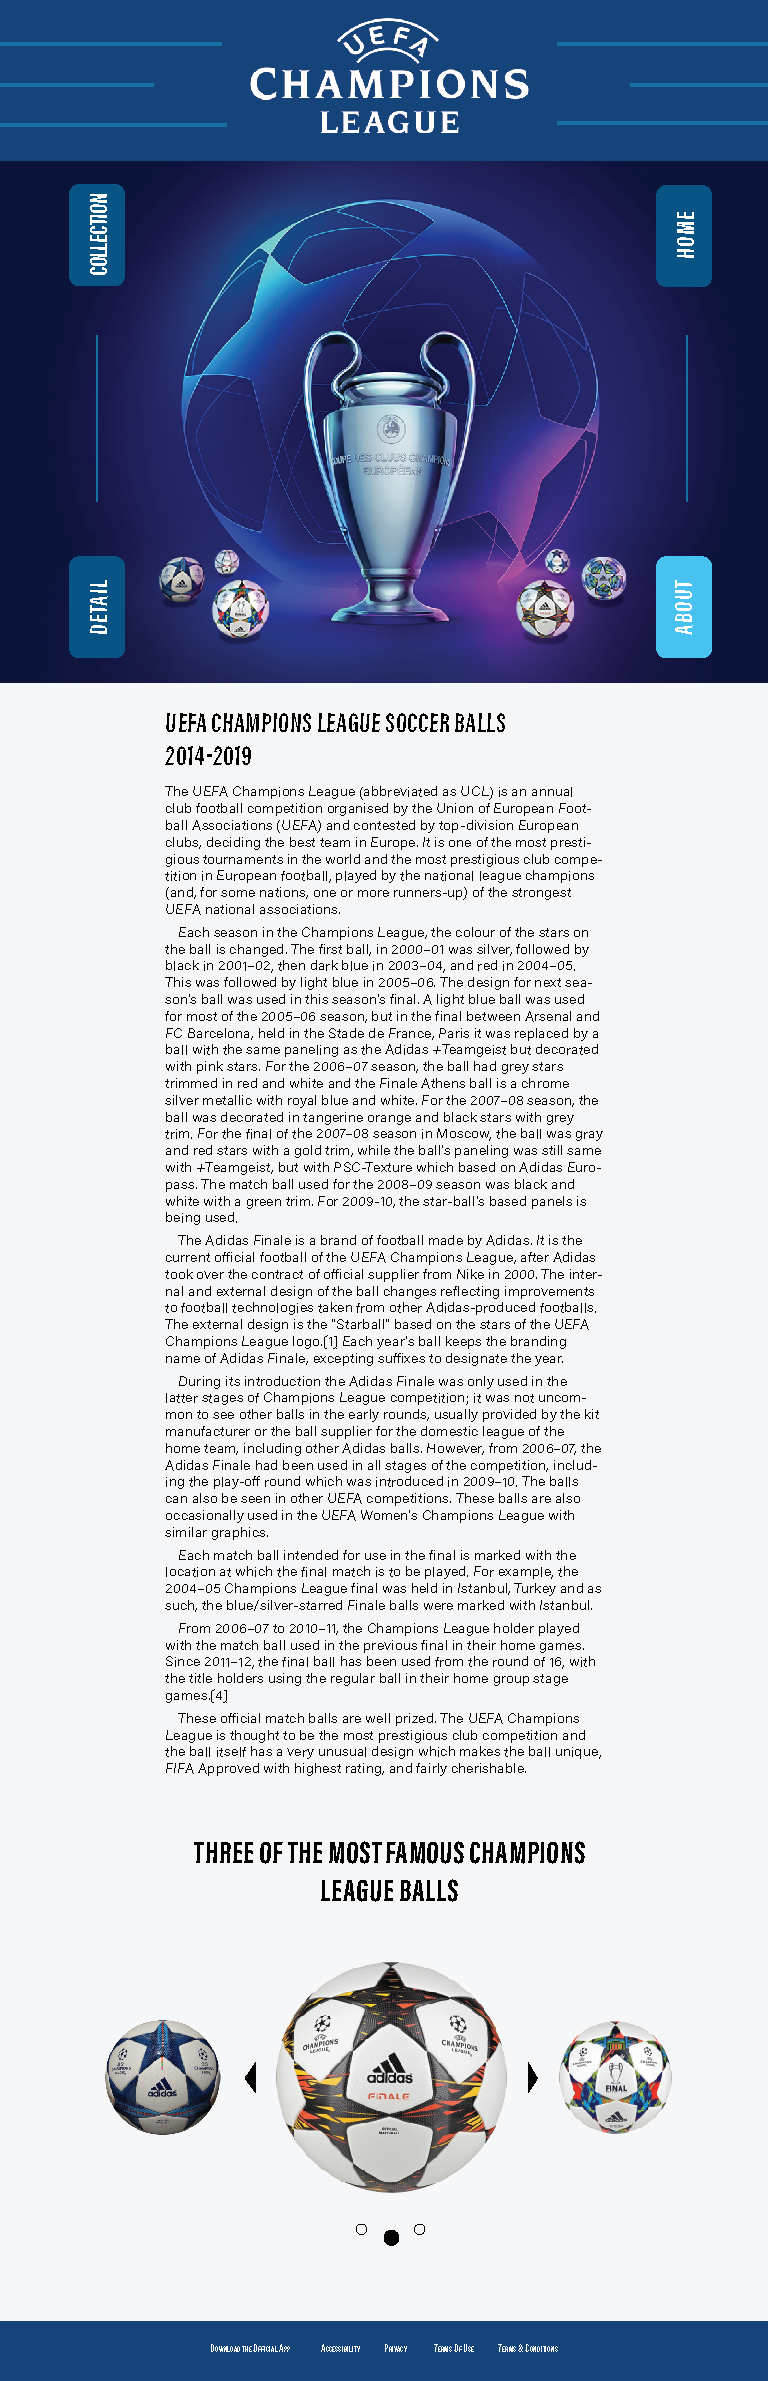 UEFA
CHAMPIONS
LEAGUE
COLLECTION
HOME
COUPE DES CLUBS CHAMPIONS
EUROPÉENS
DETAIL
ABOUT
UEFA CHAMPIONS LEAGUE SOCCER BALLS
2014-2019
The UEFA Champions League (abbreviated as UCL) is an annual
club football competition organised by the Union of European Foot-
ball Associations (UEFA) and contested by top-division European
clubs, deciding the best team in Europe. It is one of the most presti-
gious tournaments in the world and the most prestigious club compe-
tition in European football, played by the national league champions
(and, for some nations, one or more runners-up) of the strongest
UEFA national associations.
Each season in the Champions League, the colour of the stars on
the ball is changed. The first ball, in 2000–01 was silver, followed by
black in 2001–02, then dark blue in 2003–04, and red in 2004–05.
This was followed by light blue in 2005–06. The design for next sea-
son's ball was used in this season's final. A light blue ball was used
for most of the 2005–06 season, but in the final between Arsenal and
FC Barcelona, held in the Stade de France, Paris it was replaced by a
ball with the same paneling as the Adidas +Teamgeist but decorated
with pink stars. For the 2006–07 season, the ball had grey stars
trimmed in red and white and the Finale Athens ball is a chrome
silver metallic with royal blue and white. For the 2007–08 season, the
ball was decorated in tangerine orange and black stars with grey
trim. For the final of the 2007–08 season in Moscow, the ball was gray
and red stars with a gold trim, while the ball's paneling was still same
with +Teamgeist, but with PSC-Texture which based on Adidas Euro-
pass. The match ball used for the 2008–09 season was black and
white with a green trim. For 2009-10, the star-ball's based panels is
being used.
The Adidas Finale is a brand of football made by Adidas. It is the
current official football of the UEFA Champions League, after Adidas
took over the contract of official supplier from Nike in 2000. The inter-
nal and external design of the ball changes reflecting improvements
to football technologies taken from other Adidas-produced footballs.
The external design is the "Starball" based on the stars of the UEFA
Champions League logo.[1] Each year's ball keeps the branding
name of Adidas Finale, excepting suffixes to designate the year.
During its introduction the Adidas Finale was only used in the
latter stages of Champions League competition; it was not uncom-
mon to see other balls in the early rounds, usually provided by the kit
manufacturer or the ball supplier for the domestic league of the
home team, including other Adidas balls. However, from 2006–07, the
Adidas Finale had been used in all stages of the competition, includ-
ing the play-off round which was introduced in 2009–10. The balls
can also be seen in other UEFA competitions. These balls are also
occasionally used in the UEFA Women's Champions League with
similar graphics.
Each match ball intended for use in the final is marked with the
location at which the final match is to be played. For example, the
2004–05 Champions League final was held in Istanbul, Turkey and as
such, the blue/silver-starred Finale balls were marked with Istanbul.
From 2006–07 to 2010–11, the Champions League holder played
with the match ball used in the previous final in their home games.
Since 2011–12, the final ball has been used from the round of 16, with
the title holders using the regular ball in their home group stage
games.[4]
These official match balls are well prized. The UEFA Champions
League is thought to be the most prestigious club competition and
the ball itself has a very unusual design which makes the ball unique,
FIFA Approved with highest rating, and fairly cherishable.
THREE OF THE MOST FAMOUS CHAMPIONS
LEAGUE BALLS
CHAMPIONS
LEAGUE
CHAMPIONS
LEAGUE
adidas
FINALE
adidas
FINAL
adidas
Download the Official App
Accessibility
Privacy
Terms Of Use
Terms & Conditions